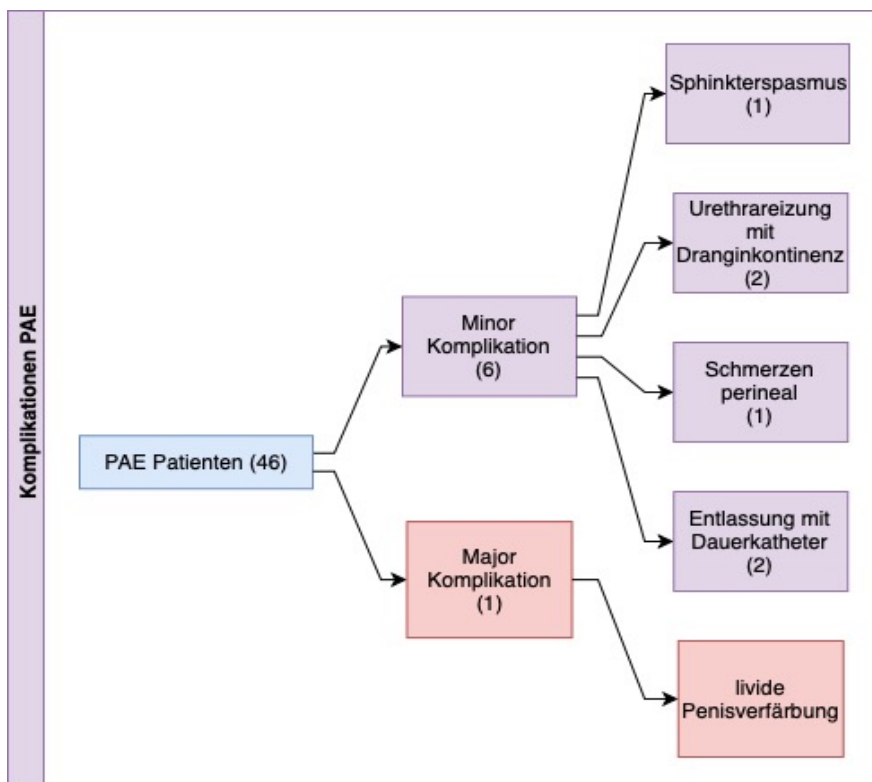 Komplikationen PAE
PAE Patienten (46)
Minor
Komplikation
(6)
Major
Komplikation
(1)
Sphinkterspasmus
(1)
Urethrareizung
mit
Dranginkontinenz
(2)
Schmerzen
perineal
(1)
Entlassung mit
Dauerkatheter
(2)
livide
Penisverfärbung